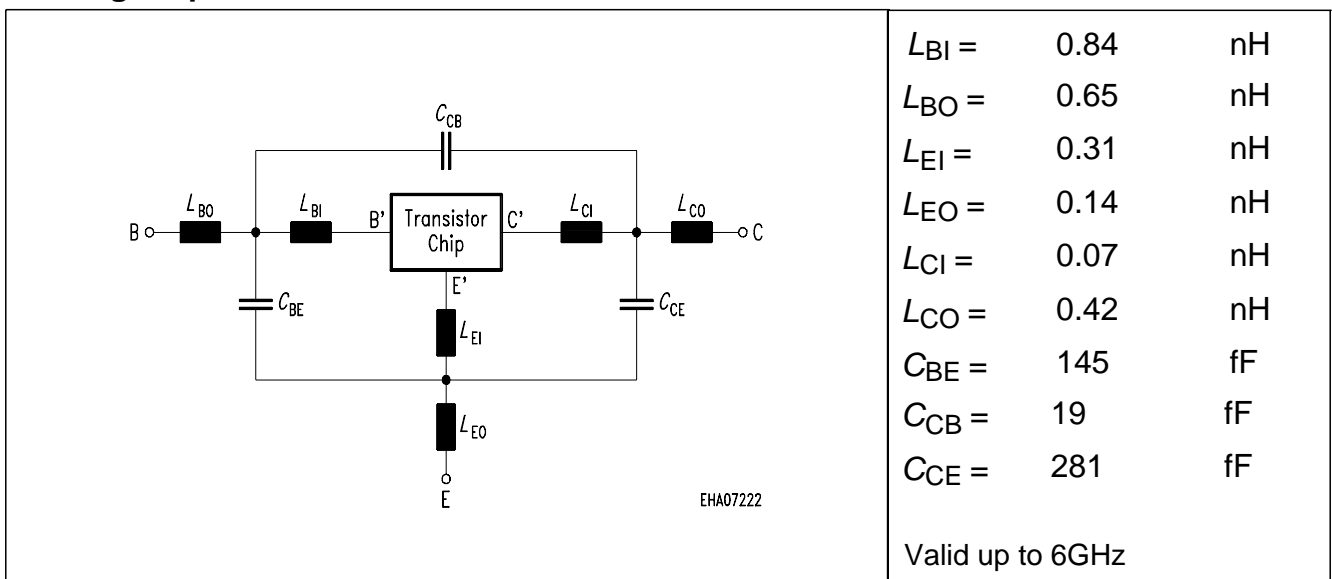 C_CB
L_BO
L_BI
B'
Transistor
Chip
C'
L_CI
L_CO
B
C
E'
C_BE
L_EI
C_CE
L_EO
E
EHA07222
L_BI = 0.84 nH
L_BO = 0.65 nH
L_EI = 0.31 nH
L_EO = 0.14 nH
L_CI = 0.07 nH
L_CO = 0.42 nH
C_BE = 145 fF
C_CB = 19 fF
C_CE = 281 fF
Valid up to 6GHz